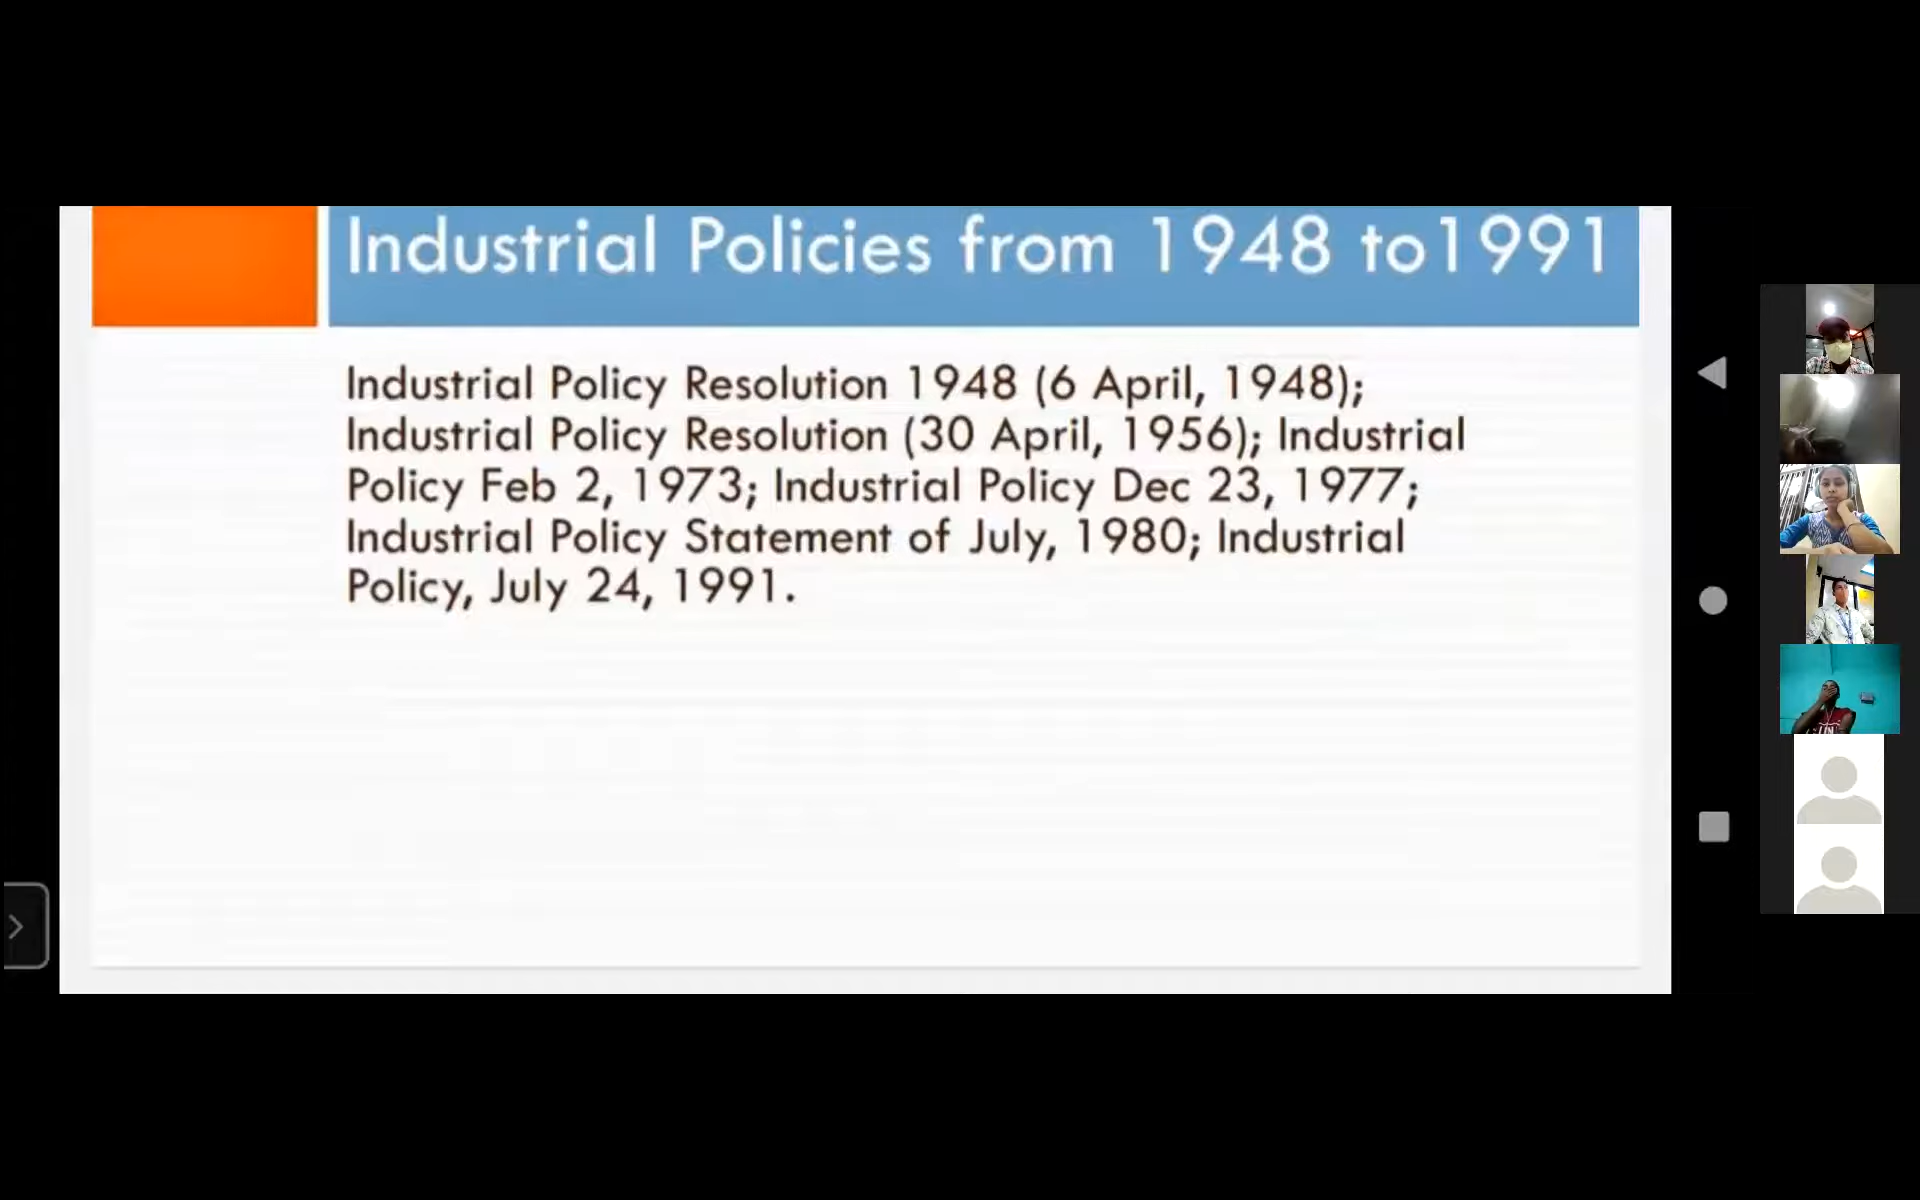 Industrial Policies from 1948 to1991
Industrial Policy Resolution 1948 (6 April, 1948);
Industrial Policy Resolution (30 April, 1956); Industrial
Policy Feb 2, 1973; Industrial Policy Dec 23, 1977;
Industrial Policy Statement of July, 1980; Industrial
Policy, July 24, 1991.